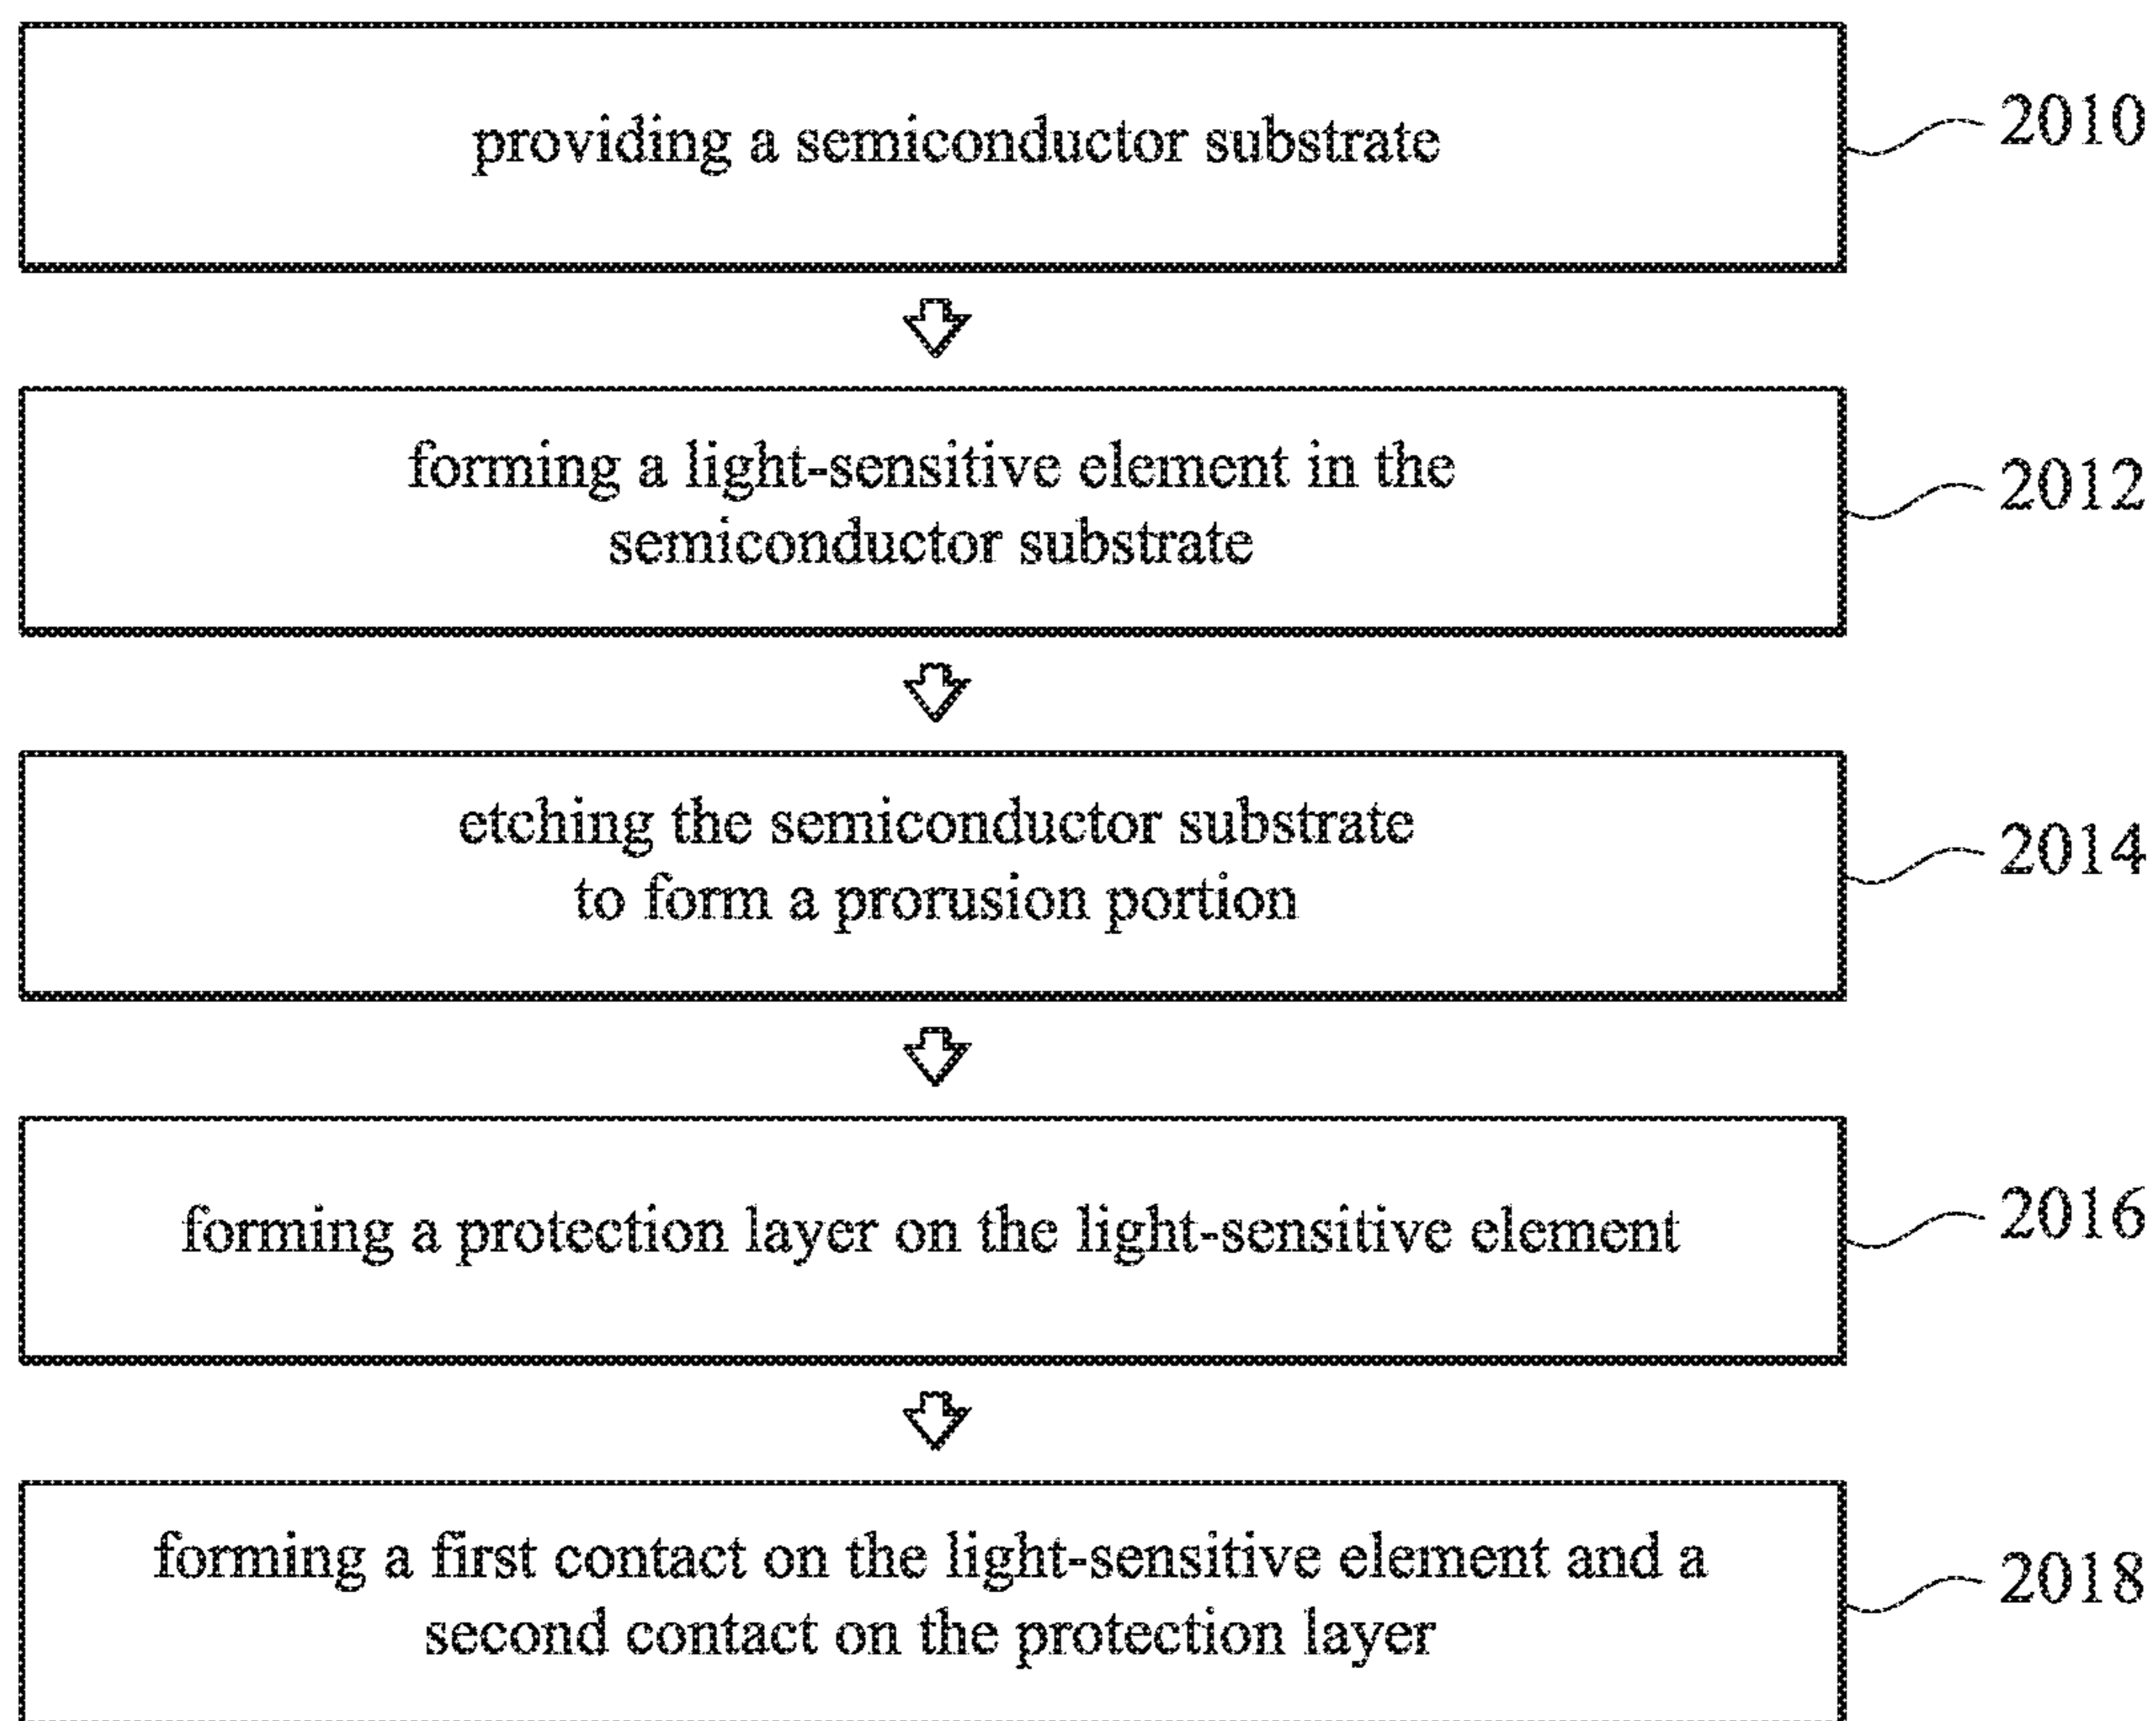 providing a semiconductor substrate
2010
forming a light-sensitive element in the
semiconductor substrate
2012
etching the semiconductor substrate
to form a prorusion portion
2014
forming a protection layer on the light-sensitive element
2016
forming a first contact on the light-sensitive element and a
second contact on the protection layer
2018